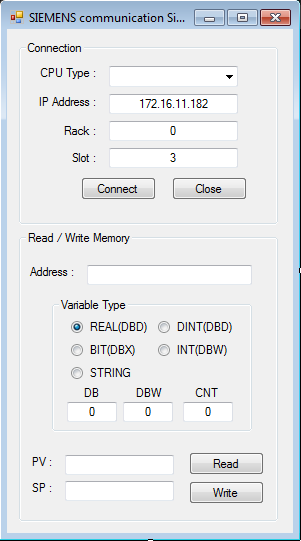 SIEMENS communication Si...
Connection
CPU Type :
IP Address : 172.16.11.182
Rack : 0
Slot : 3
Connect Close
Read / Write Memory
Address :
Variable Type
REAL(DBD) DINT(DBD)
BIT(DBX) INT(DBW)
STRING
DB DBW CNT
0 0 0
PV : Read
SP : Write